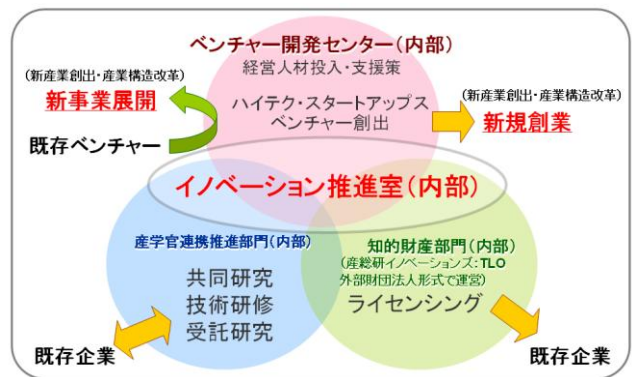 ベンチャー開発センター(内部)
経営人材投入・支援策
(新産業創出・産業構造改革)
新事業展開
既存ベンチャー
ハイテク・スタートアップス
ベンチャー創出
(新産業創出・産業構造改革)
新規創業
イノベーション推進室(内部)
産学官連携推進部門(内部)
共同研究
技術研修
受託研究
既存企業
知的財産部門(内部)
(産総研イノベーションズ:TLO
外部財団法人形式で運営)
ライセンシング
既存企業